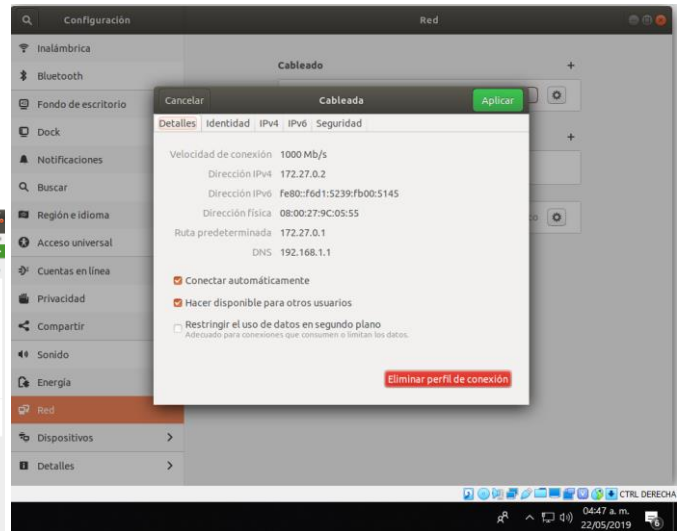 Configuración
Red
Inalámbrica
Bluetooth
Fondo de escritorio
Dock
Notificaciones
Buscar
Región e idioma
Acceso universal
Cuentas en línea
Privacidad
Compartir
Sonido
Energía
Red
Dispositivos
Detalles
Cableado
+
+
Cancelar
Cableada
Aplicar
Detalles Identidad IPv4 IPv6 Seguridad
Velocidad de conexión 1000 Mb/s
Dirección IPv4 172.27.0.2
Dirección IPv6 fe80::f6d1:5239:fb00:5145
Dirección física 08:00:27:9C:05:55
Ruta predeterminada 172.27.0.1
DNS 192.168.1.1
Conectar automáticamente
Hacer disponible para otros usuarios
Restringir el uso de datos en segundo plano
Adecuado para conexiones que consumen o limitan los datos.
Eliminar perfil de conexión
CTRL DERECHA
04:47 a. m.
22/05/2019
6